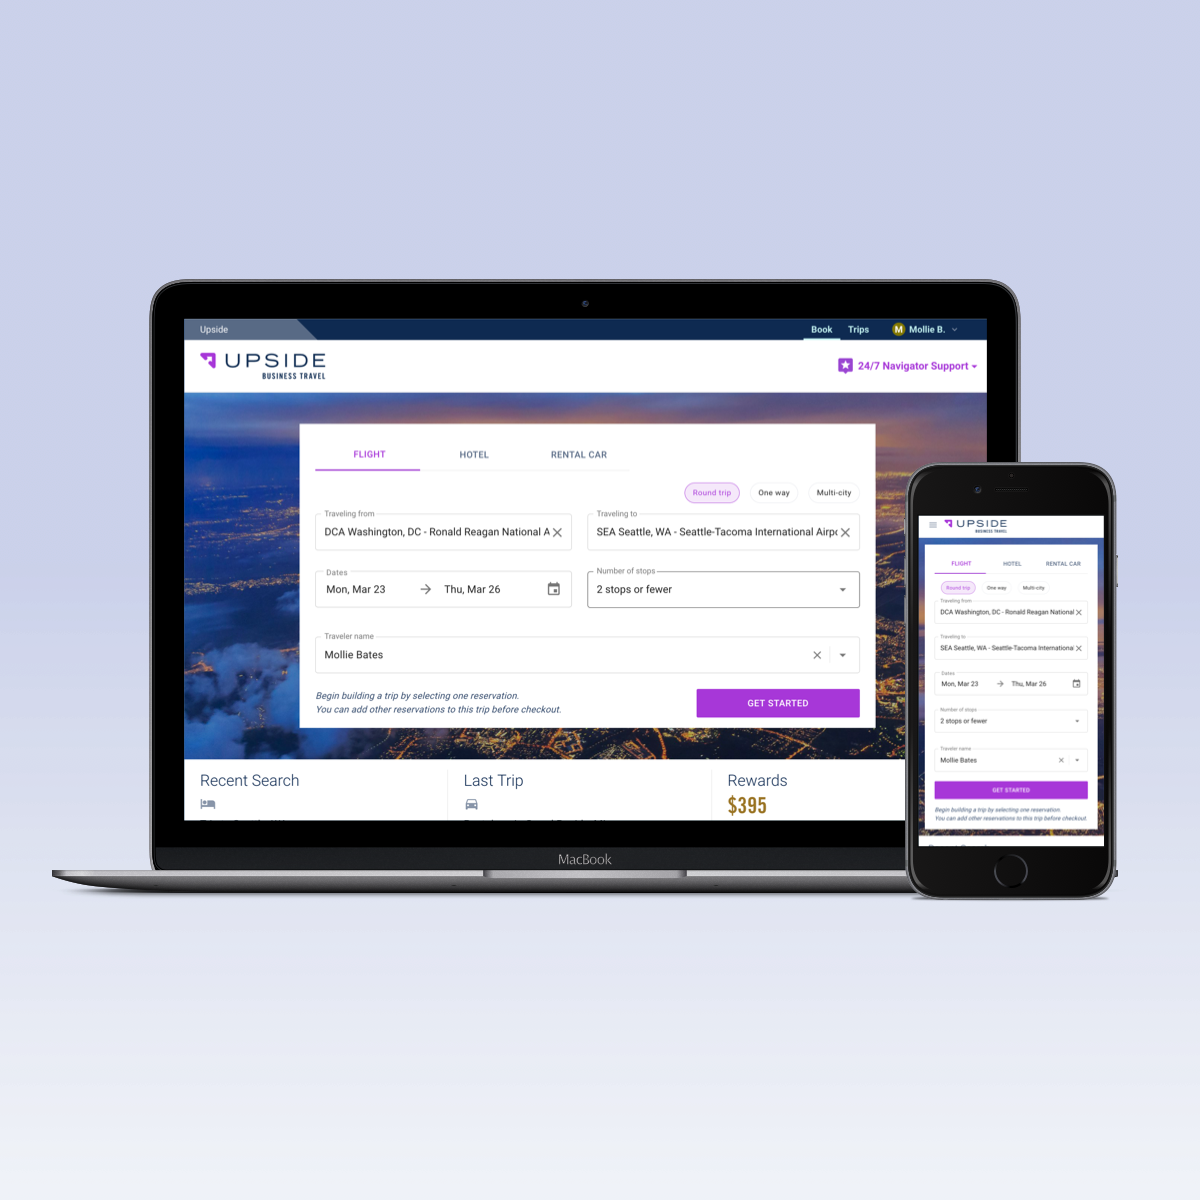 Upside
Book Trips M Mollie B.
UPSIDE
BUSINESS TRAVEL
24/7 Navigator Support
FLIGHT HOTEL RENTAL CAR
Round trip One way Multi-city
Traveling from Traveling to
DCA Washington, DC - Ronald Reagan National A SEA Seattle, WA - Seattle-Tacoma International Airpo
Dates Number of stops
Mon, Mar 23 Thu, Mar 26 2 stops or fewer
Traveler name
Mollie Bates
Begin building a trip by selecting one reservation.
You can add other reservations to this trip before checkout.
GET STARTED
Recent Search Last Trip Rewards
$395
MacBook
UPSIDE
BUSINESS TRAVEL
FLIGHT HOTEL RENTAL CAR
Round trip One way Multi-city
Traveling from
DCA Washington, DC - Ronald Reagan National
Traveling to
SEA Seattle, WA - Seattle-Tacoma International
Dates
Mon, Mar 23 Thu, Mar 26
Number of stops
2 stops or fewer
Traveler name
Mollie Bates
GET STARTED
Begin building a trip by selecting one reservation.
You can add other reservations to this trip before checkout.